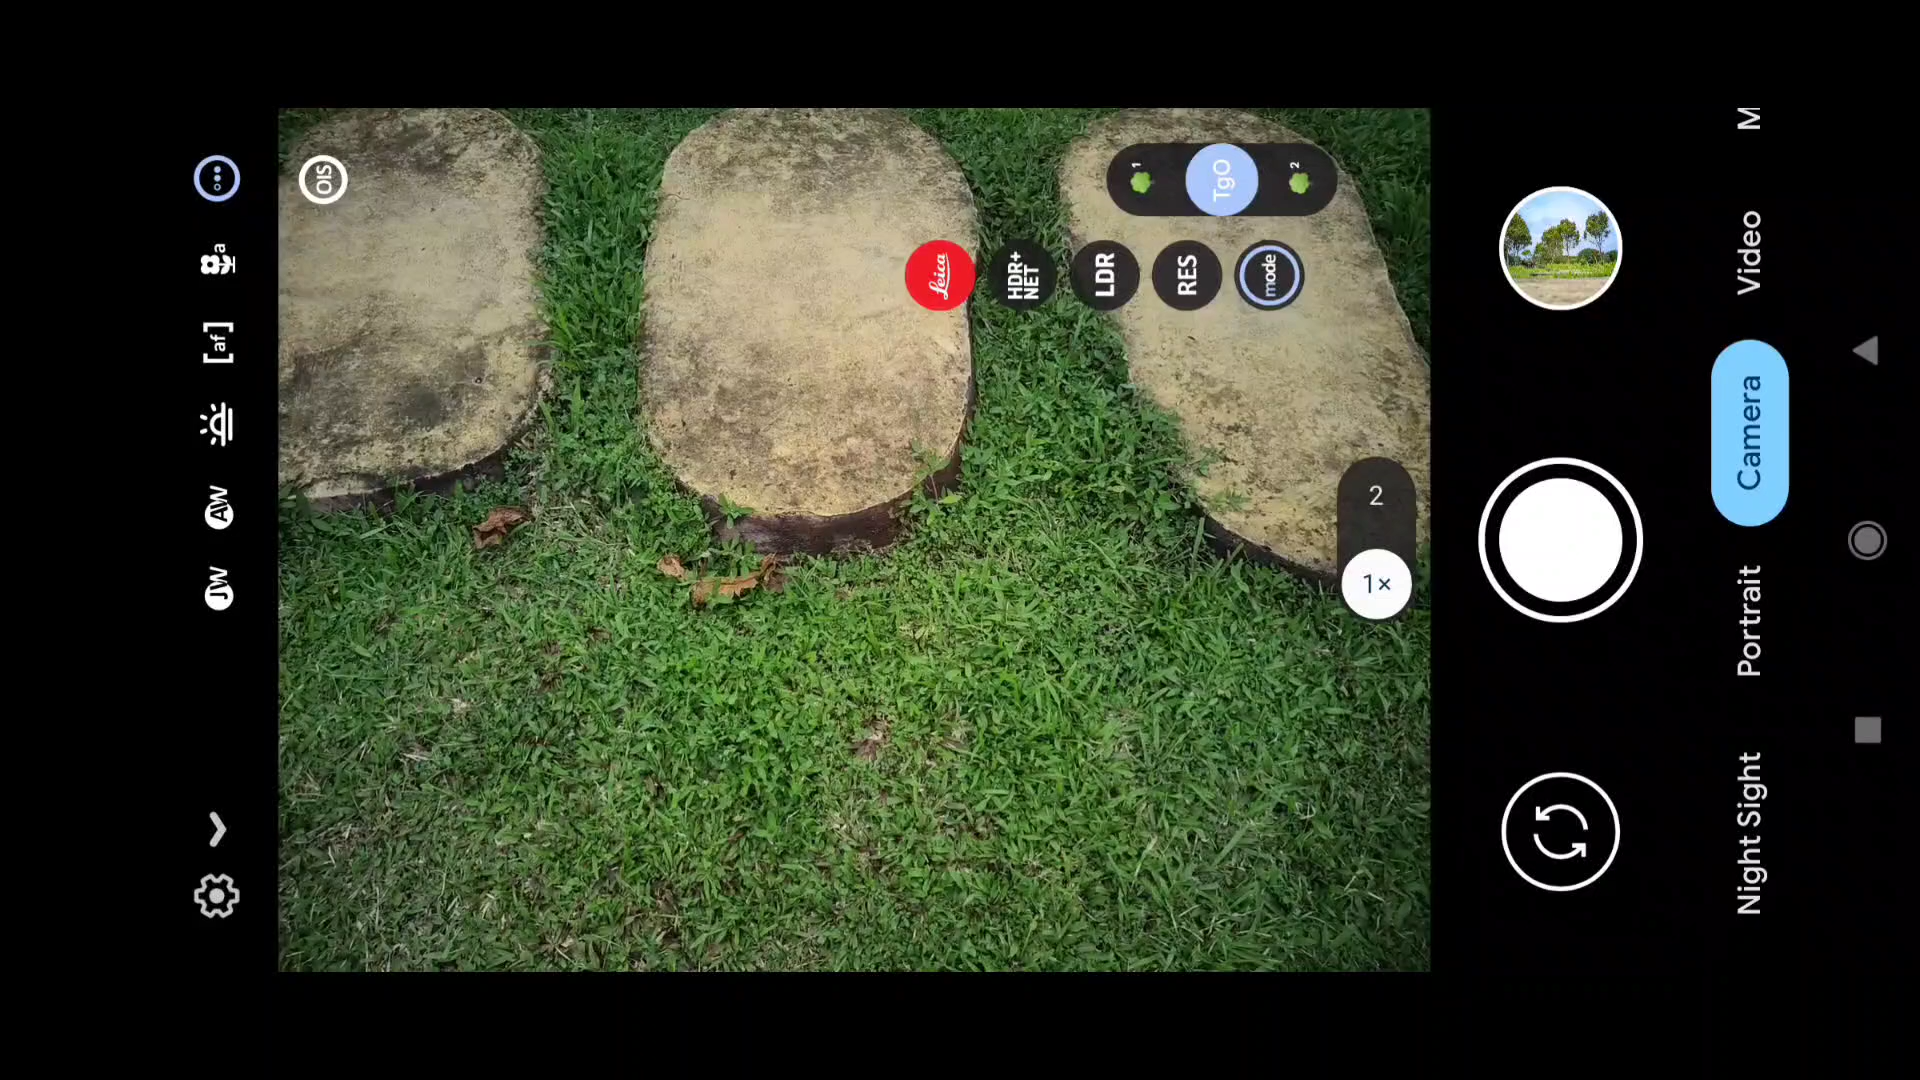 OIS
a
[af]
AW
JW
1
TgO
2
Leica
HDR+
NET
LDR
RES
mode
2
1×
M
Video
Camera
Portrait
Night Sight